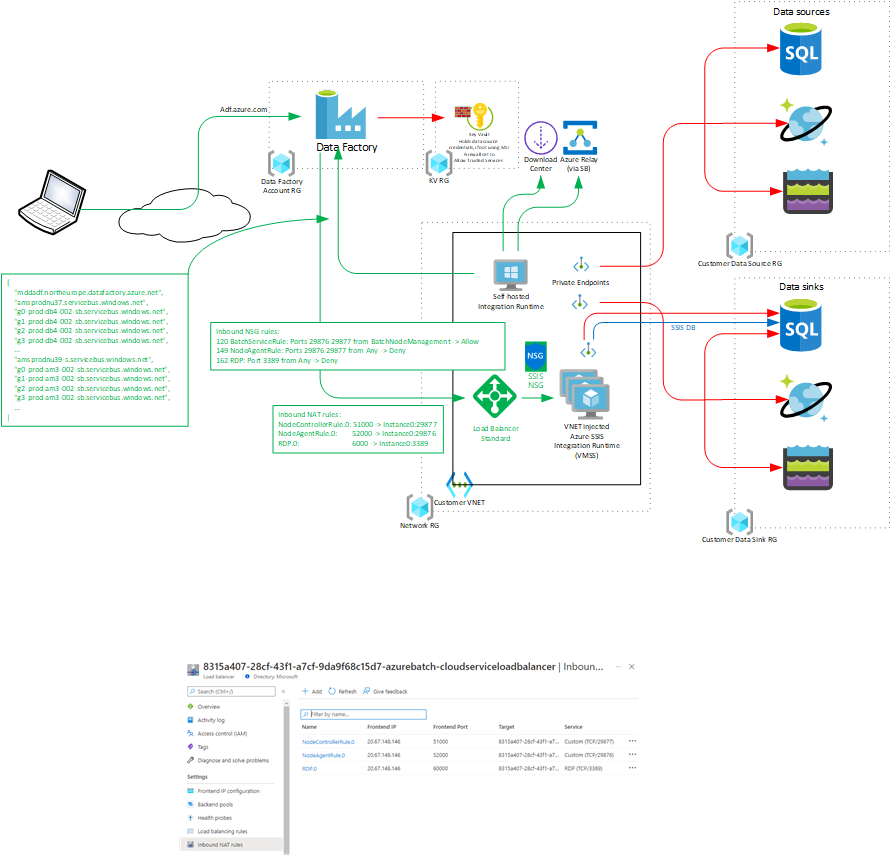 Data sources
Adf.azure.com
Data Factory
Key Vault
Holds data source
credentials, if not using MSI
Firewall set to
Allow Trusted Services
Data Factory
Account RG
KV RG
Download
Center
Azure Relay
(via SB)
Customer Data Source RG
Self-hosted
Integration Runtime
Private Endpoints
Data sinks
SQL
SQL
SSIS DB
{
"mddadf.northeurope.datafactory.azure.net",
"amsprodnu37.servicebus.windows.net",
"g0-prod-db4-002-sb.servicebus.windows.net",
"g1-prod-db4-002-sb.servicebus.windows.net",
"g2-prod-db4-002-sb.servicebus.windows.net",
"g3-prod-db4-002-sb.servicebus.windows.net",
...
"amsprodnu39-s.servicebus.windows.net",
"g0-prod-am3-002-sb.servicebus.windows.net",
"g1-prod-am3-002-sb.servicebus.windows.net",
"g2-prod-am3-002-sb.servicebus.windows.net",
"g3-prod-am3-002-sb.servicebus.windows.net",
...
Inbound NSG rules:
120 BatchServiceRule: Ports 29876-29877 from BatchNodeManagement -> Allow
149 NodeAgentRule: Ports 29876-29877 from Any -> Deny
162 RDP: Port 3389 from Any -> Deny
Inbound NAT rules:
NodeControllerRule.0: 51000 -> Instance0:29877
NodeAgentRule.0: 52000 -> Instance0:29876
RDP.0: 6000 -> Instance0:3389
NSG
SSIS
NSG
Load Balancer
Standard
VNET injected
Azure SSIS
Integration Runtime
(VMSS)
Customer VNET
Network RG
Customer Data Sink RG
8315a407-28cf-43f1-a7cf-9da9f68c15d7-azurebatch-cloudserviceloadbalancer | Inboun...
Load balancer Directory: Microsoft
Search (Ctrl+/)
Add Refresh Give feedback
Overview
Activity log
Access control (IAM)
Tags
Diagnose and solve problems
Settings
Frontend IP configuration
Backend pools
Health probes
Load balancing rules
Inbound NAT rules
Filter by name...
Name Frontend IP Frontend Port Target Service
NodeControllerRule.0 20.67.148.146 51000 8315a407-28cf-43f1-a7... Custom (TCP/29877)
NodeAgentRule.0 20.67.148.146 52000 8315a407-28cf-43f1-a7... Custom (TCP/29876)
RDP.0 20.67.148.146 60000 8315a407-28cf-43f1-a7... RDP (TCP/3389)